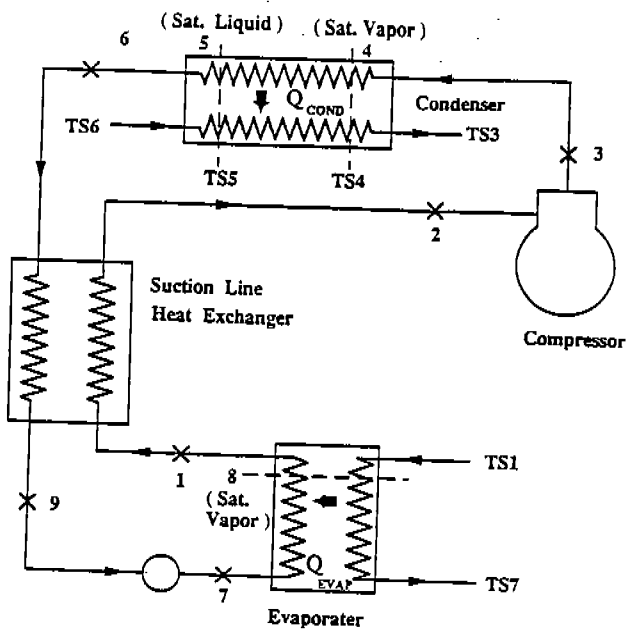 ( Sat. Liquid ) ( Sat. Vapor )
6 5 4
Q COND
Condenser
TS6 TS3
TS5 TS4
3
2
Suction Line
Heat Exchanger
Compressor
1 8 TS1
( Sat.
Vapor )
9
Q EVAP
7 TS7
Evaporater